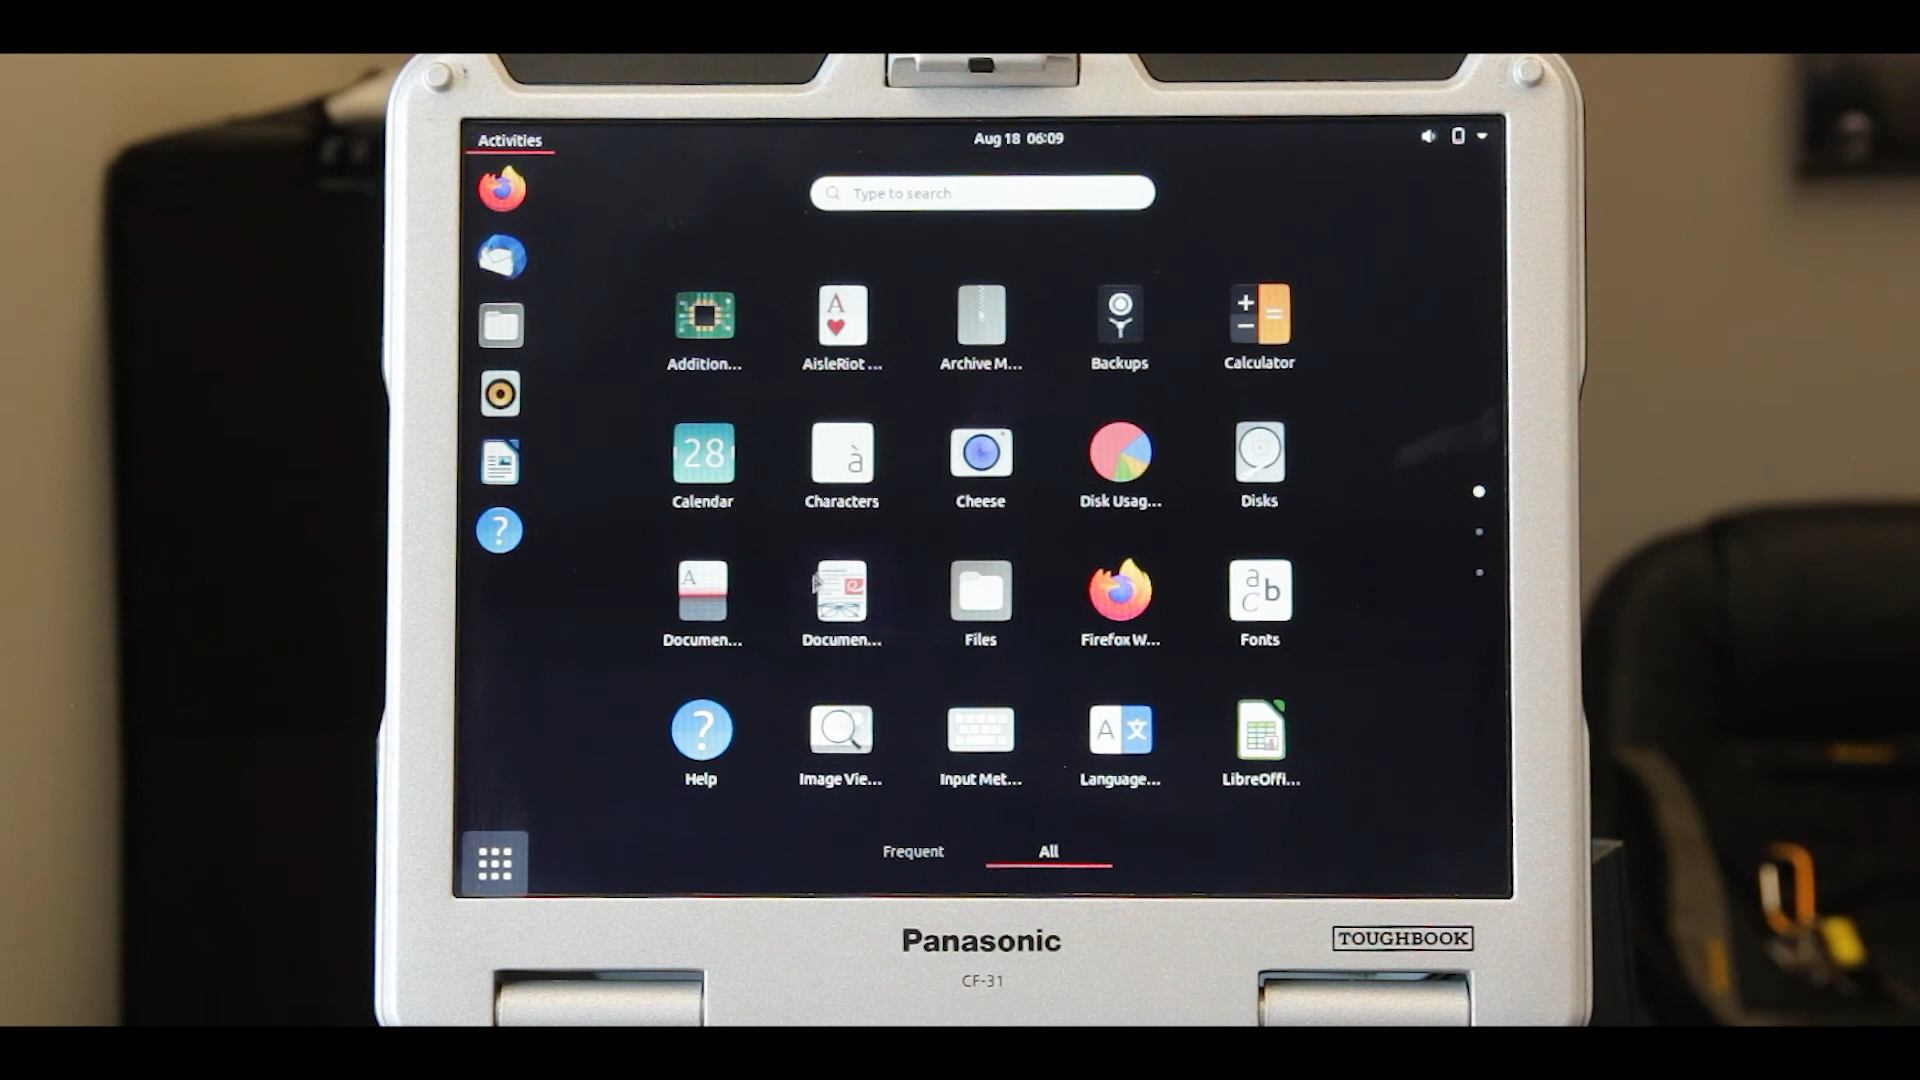 Activities
Aug 18 06:09
Type to search
A
Addition...
AisleRiot ...
Archive M...
Backups
Calculator
28
à
Calendar
Characters
Cheese
Disk Usag...
Disks
?
A
a b
c
Documen...
Documen...
Files
Firefox W...
Fonts
?
A 文
Help
Image Vie...
Input Met...
Language...
LibreOffi...
Frequent
All
Panasonic
TOUGHBOOK
CF-31